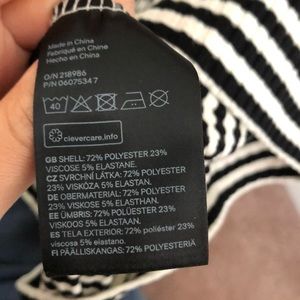 Made in China
Fabriqué en Chine
Hecho en China
O/N 218986
P/N 0607534 7
40
clevercare.info
GB SHELL: 72% POLYESTER 23%
VISCOSE 5% ELASTANE.
CZ SVRCHNÍ LÁTKA: 72% POLYESTER
23% VISKÓZA 5% ELASTAN.
DE OBERMATERIAL: 72% POLYESTER
23% VISKOSE 5% ELASTHAN.
EE ÜMBRIS: 72% POLÜESTER 23%
VISKOOS 5% ELASTAAN.
ES TELA EXTERIOR: 72% poliéster 23%
viscosa 5% elastano.
FI PÄÄLLISKANGAS: 72% POLYESTERIÄ